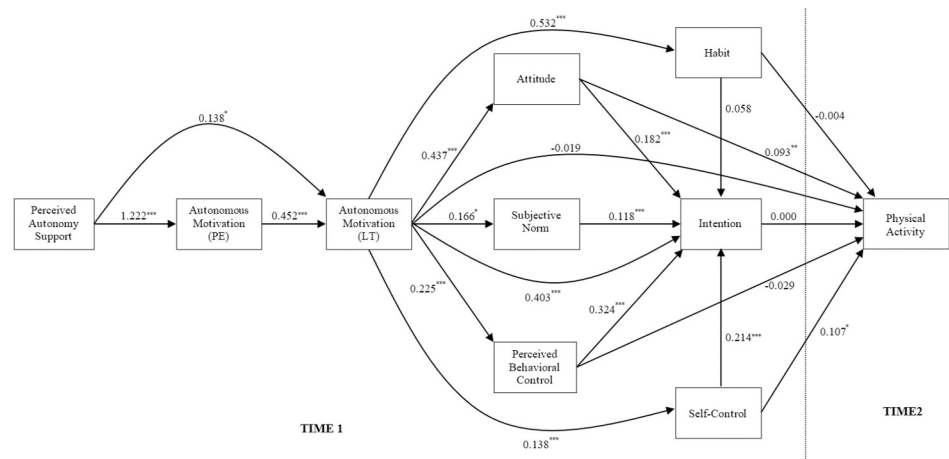 0.532***
Habit
Attitude
0.058
-0.004
0.138*
0.182***
0.093**
0.437***
-0.019
Perceived
Autonomy
Support
1.222***
Autonomous
Motivation
(PE)
0.452***
Autonomous
Motivation
(LT)
0.166*
Subjective
Norm
0.118***
Intention
0.000
Physical
Activity
0.225***
0.403***
0.324***
-0.029
Perceived
Behavioral
Control
0.214***
0.107*
Self-Control
TIME 1
0.138***
TIME2